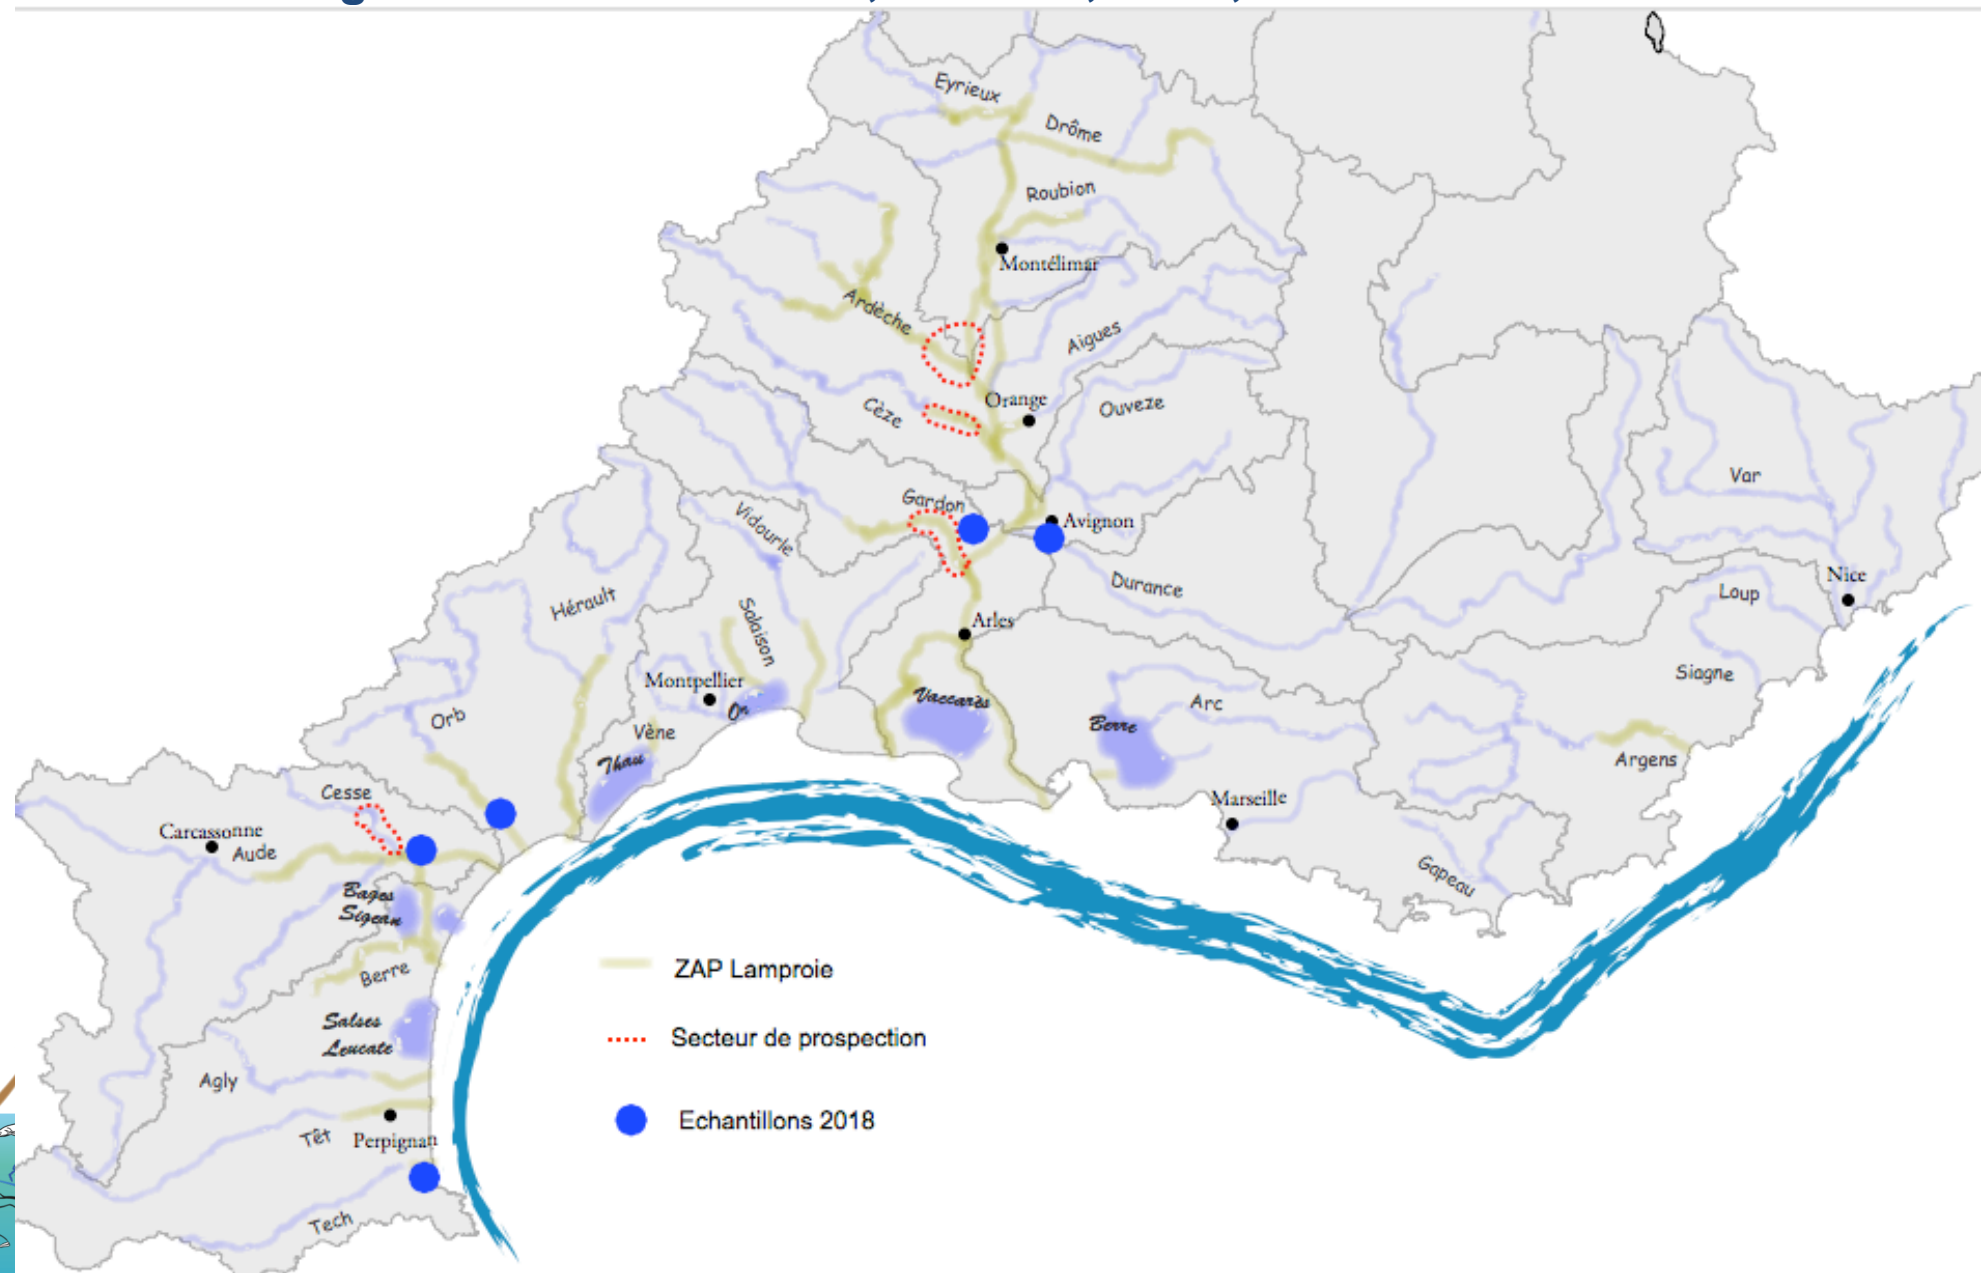 Eyrieux
Drôme
Roubion
Montélimar
Ardèche
Aigues
Orange
Ouveze
Cèze
Var
Gardon
Avignon
Vidourle
Durance
Nice
Loup
Hérault
Salaison
Arles
Siagne
Montpellier
Or
Vaccarès
Arc
Berre
Orb
Vène
Thau
Argens
Cesse
Marseille
Carcassonne
Aude
Gapeau
Bages
Sigean
Berre
Salses
Leucate
Agly
Têt
Perpignan
Tech
ZAP Lamproie
Secteur de prospection
Echantillons 2018